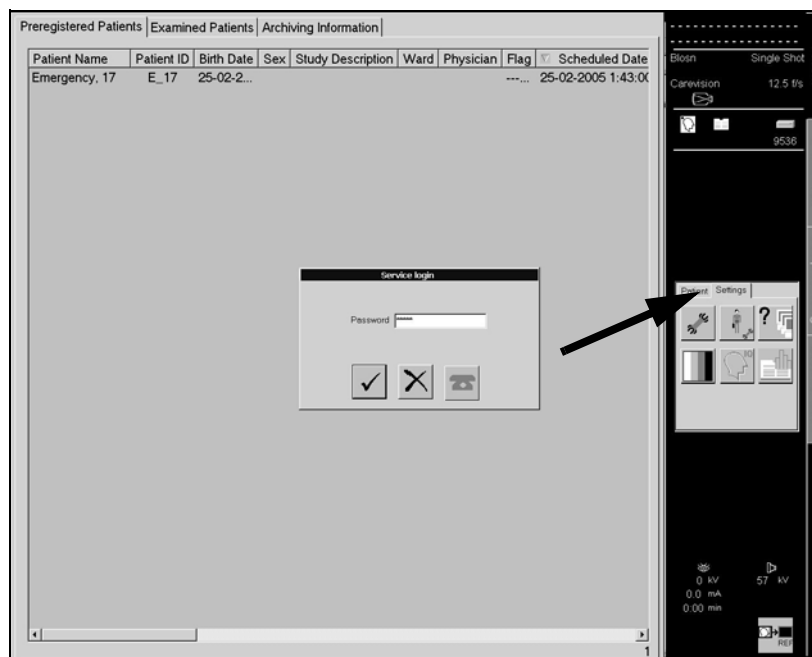 Preregistered Patients Examined Patients Archiving Information
Patient Name Patient ID Birth Date Sex Study Description Ward Physician Flag Scheduled Date
Emergency, 17 E_17 25-02-2... ---... 25-02-2005 1:43:00
Service login
Password
1
Blosn Single Shot
Carevision 12.5 f/s
9536
Patient Settings
?
IQ
0 kV 57 kV
0.0 mA
0:00 min
REF